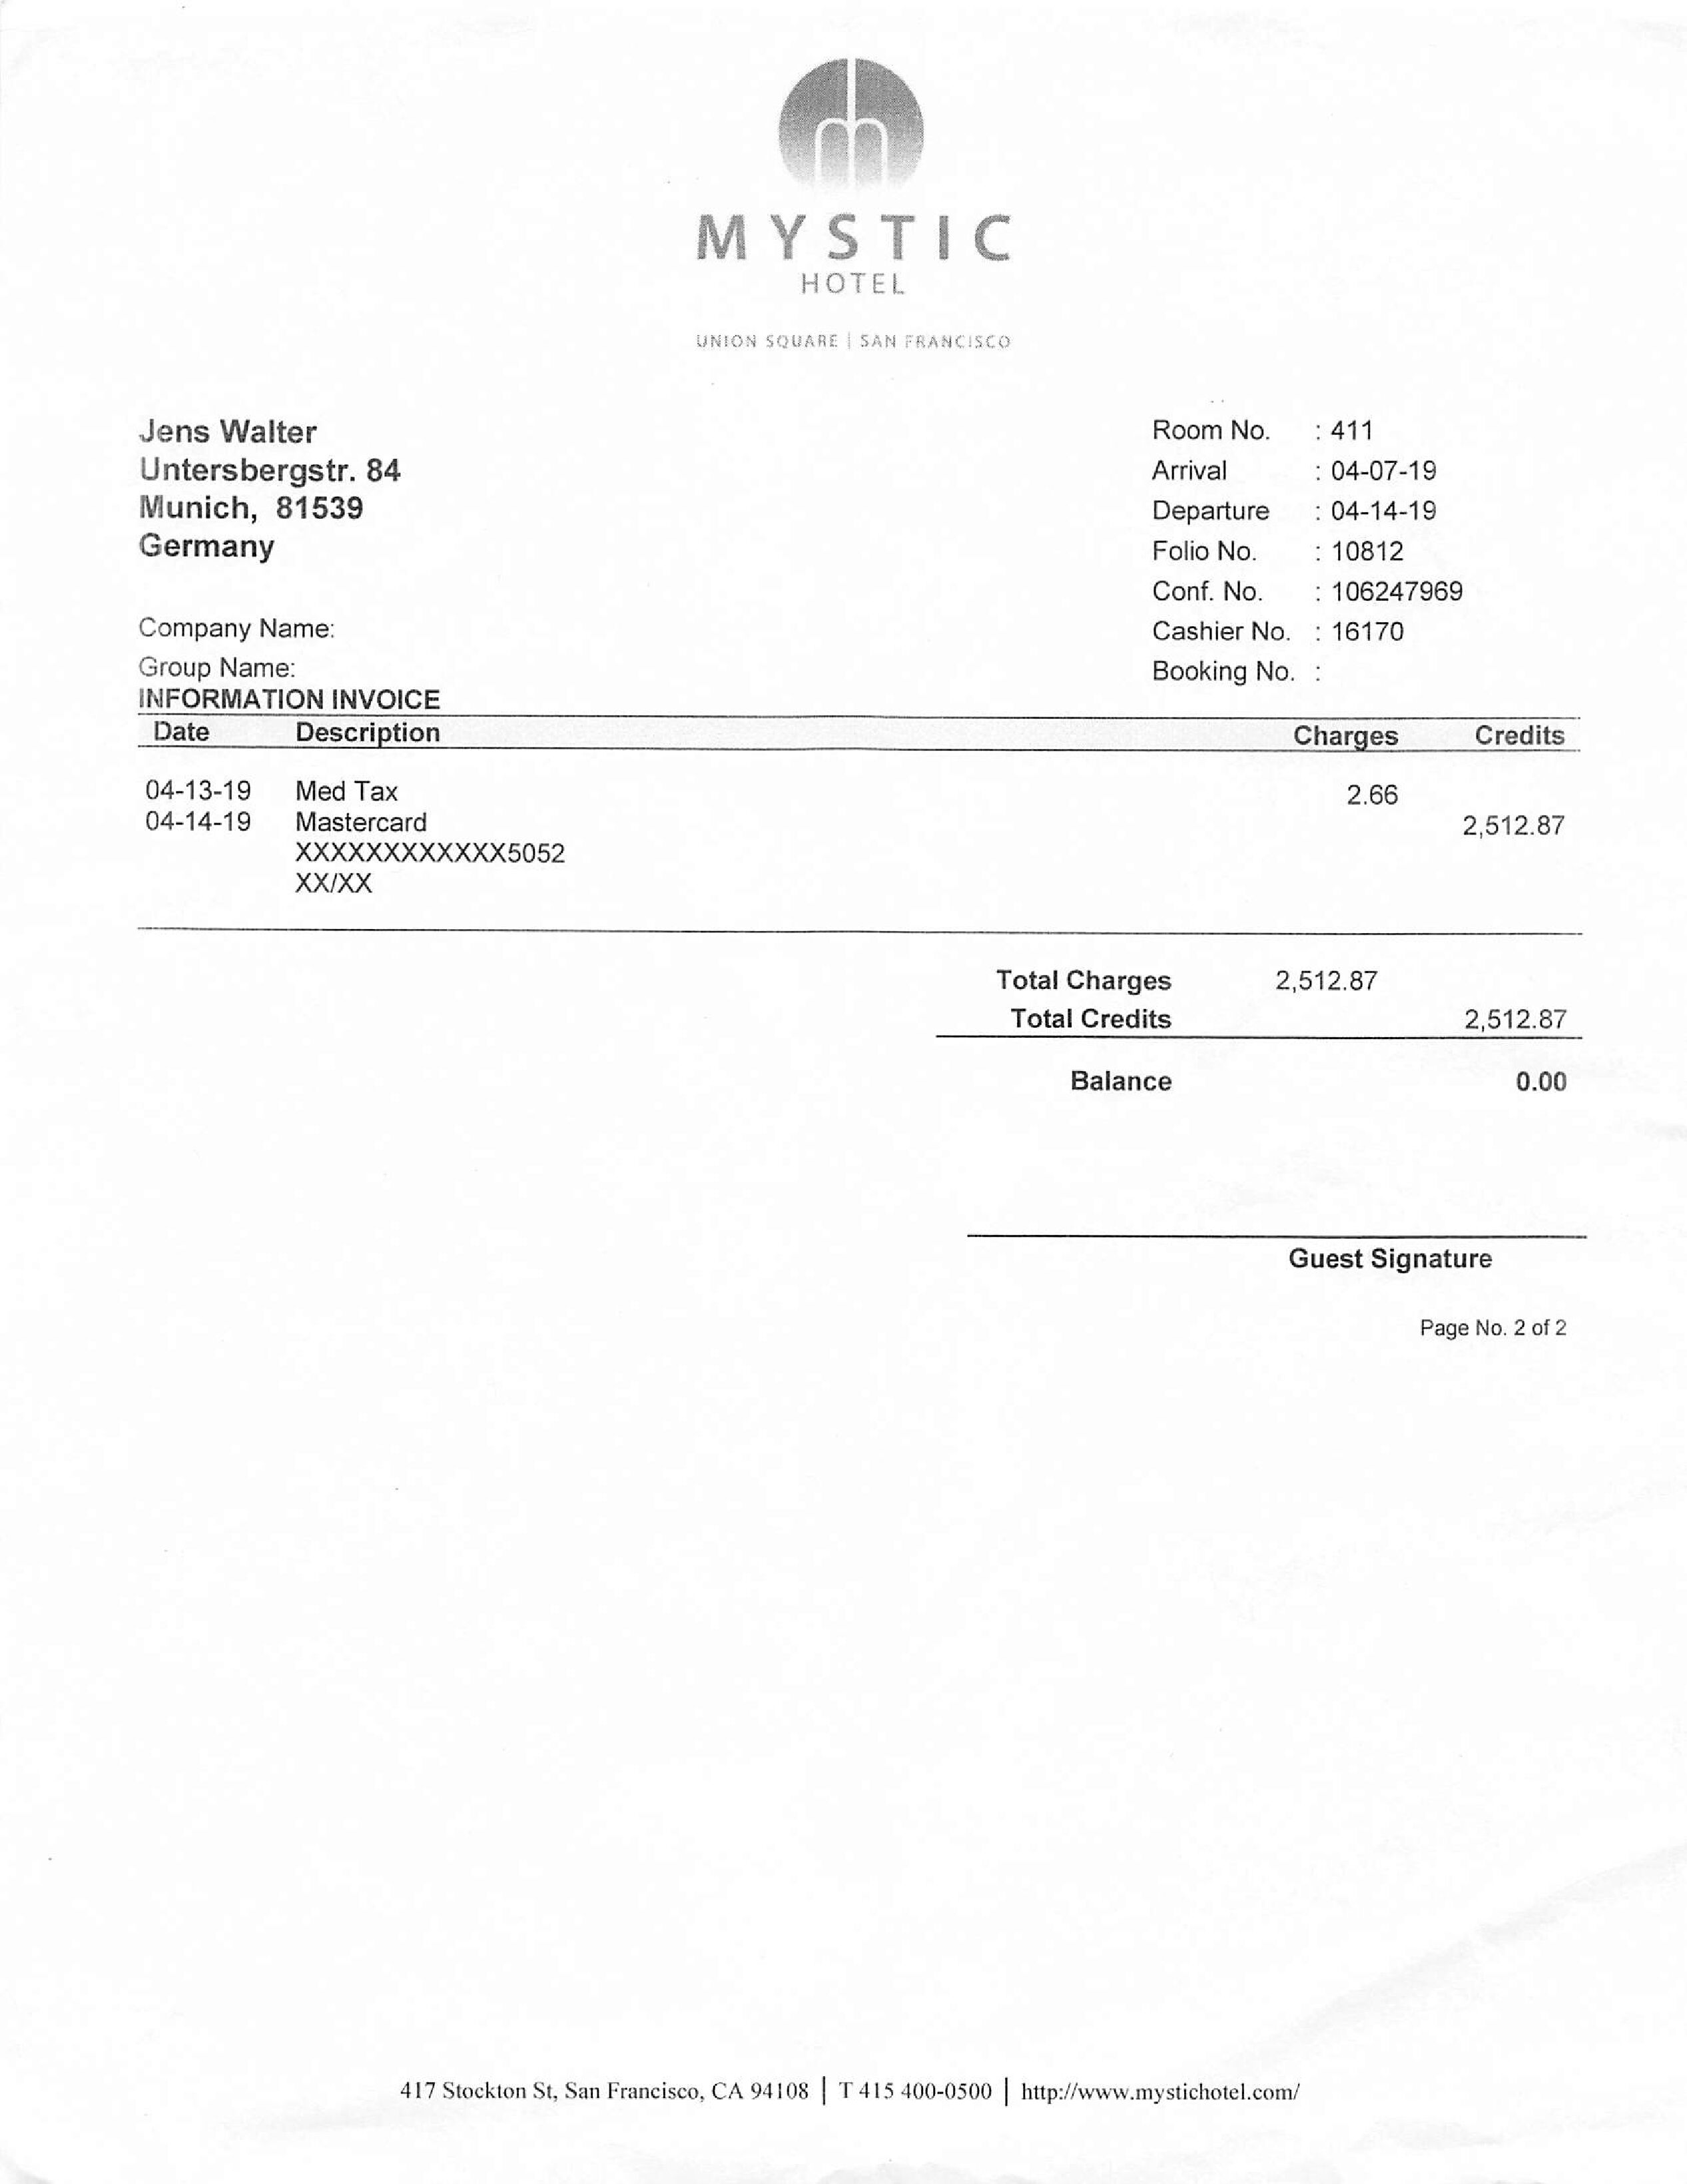 MYSTIC
HOTEL
UNION SQUARE | SAN FRANCISCO
Jens Walter
Untersbergstr. 84
Munich, 81539
Germany
Company Name:
Group Name:
Room No. : 411
Arrival : 04-07-19
Departure : 04-14-19
Folio No. : 10812
Conf. No. : 106247969
Cashier No. : 16170
Booking No. :
INFORMATION INVOICE
Date Description Charges Credits
04-13-19 Med Tax 2.66
04-14-19 Mastercard 2,512.87
XXXXXXXXXXXX5052
XX/XX
Total Charges 2,512.87
Total Credits 2,512.87
Balance 0.00
Guest Signature
Page No. 2 of 2
417 Stockton St, San Francisco, CA 94108 | T 415 400-0500 | http://www.mystichotel.com/